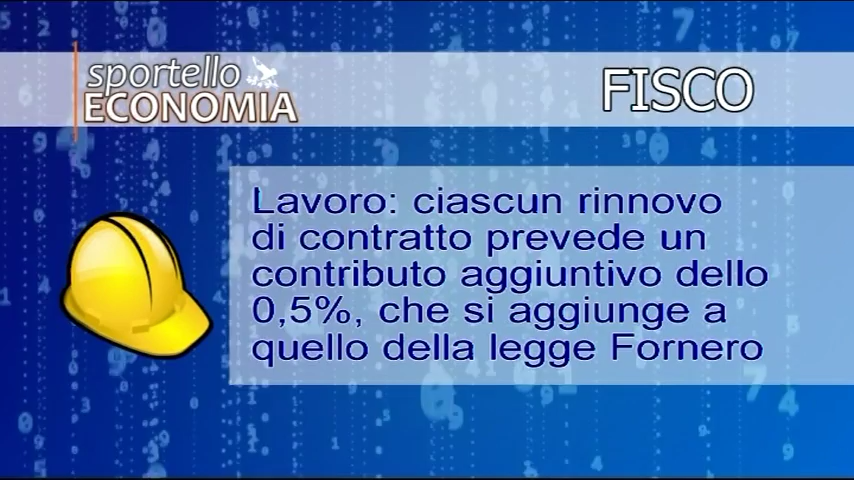 sportello
ECONOMIA
FISCO
Lavoro: ciascun rinnovo
di contratto prevede un
contributo aggiuntivo dello
0,5%, che si aggiunge a
quello della legge Fornero